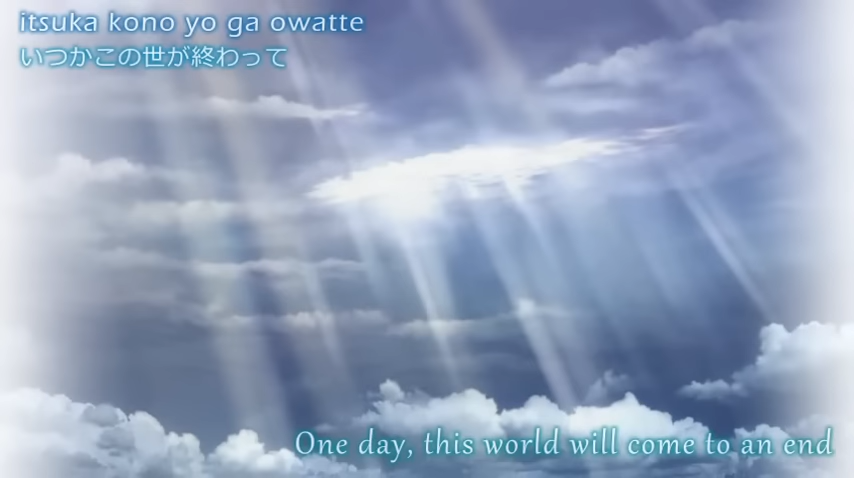 itsuka kono yo ga owatte
いつかこの世が終わって
One day, this world will come to an end